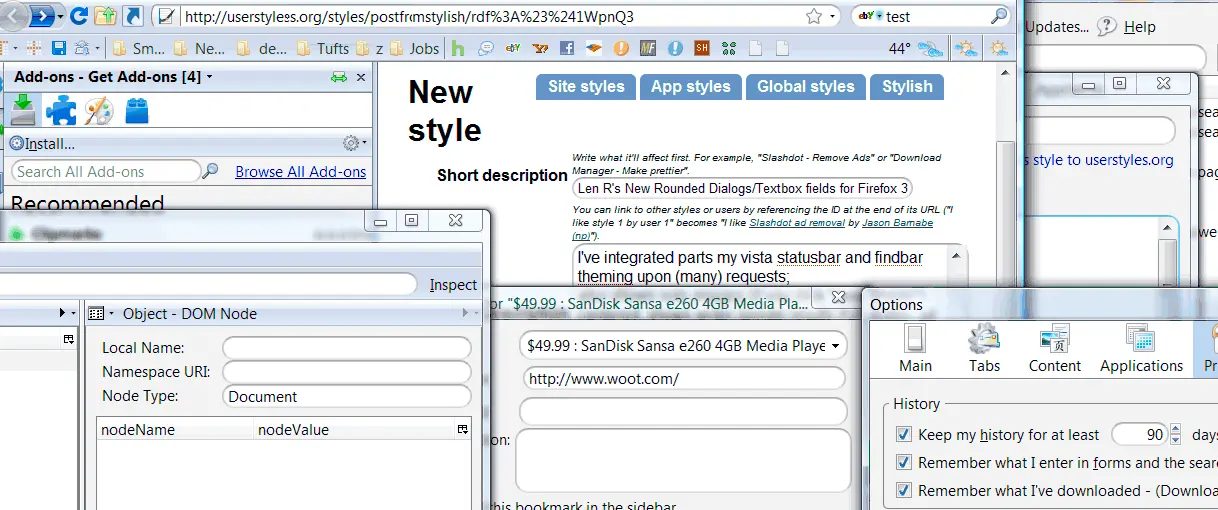 http://userstyleses.org/styles/postfrımstylish/rdf%3A%23%241WpnQ3
test
Updates...
Help
Sm...
Ne...
de...
Tufts
z
Jobs
h
MF
SH
44°
Add-ons - Get Add-ons [4]
Install...
Search All Add-ons
Browse All Add-ons
Recommended
New
style
Site styles
App styles
Global styles
Stylish
Write what it'll affect first. For example, "Slashdot - Remove Ads" or "Download
Manager - Make prettier".
Short description
Len R's New Rounded Dialogs/Textbox fields for Firefox 3
You can link to other styles or users by referencing the ID at the end of its URL ("I
like style 1 by user 1" becomes "I like Slashdot ad removal by Jason Barnabe
(np)").
I've integrated parts my vista statusbar and findbar
theming upon (many) requests;
sea
s style to userstyles.org
pag
we
Inspect
Object - DOM Node
Local Name:
Namespace URI:
Node Type:
Document
nodeName
nodeValue
or "$49.99 : SanDisk Sansa e260 4GB Media Pla...
$49.99 : SanDisk Sansa e260 4GB Media Playe
http://www.woot.com/
on:
this bookmark in the sidebar
Options
Main
Tabs
Content
Applications
Pr
History
Keep my history for at least
90
days
Remember what I enter in forms and the sear
Remember what I've downloaded - (Downloa